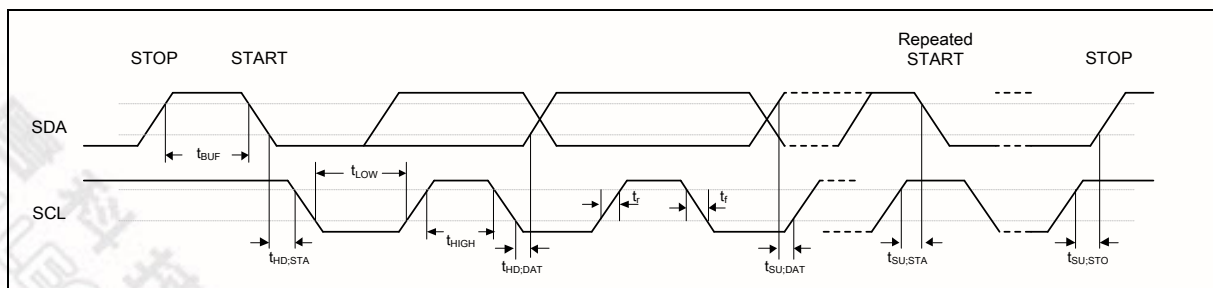 STOP
START
Repeated
START
STOP
SDA
tBUF
tLOW
SCL
tr
tf
tHIGH
tHD;STA
tHD;DAT
tSU;DAT
tSU;STA
tSU;STO